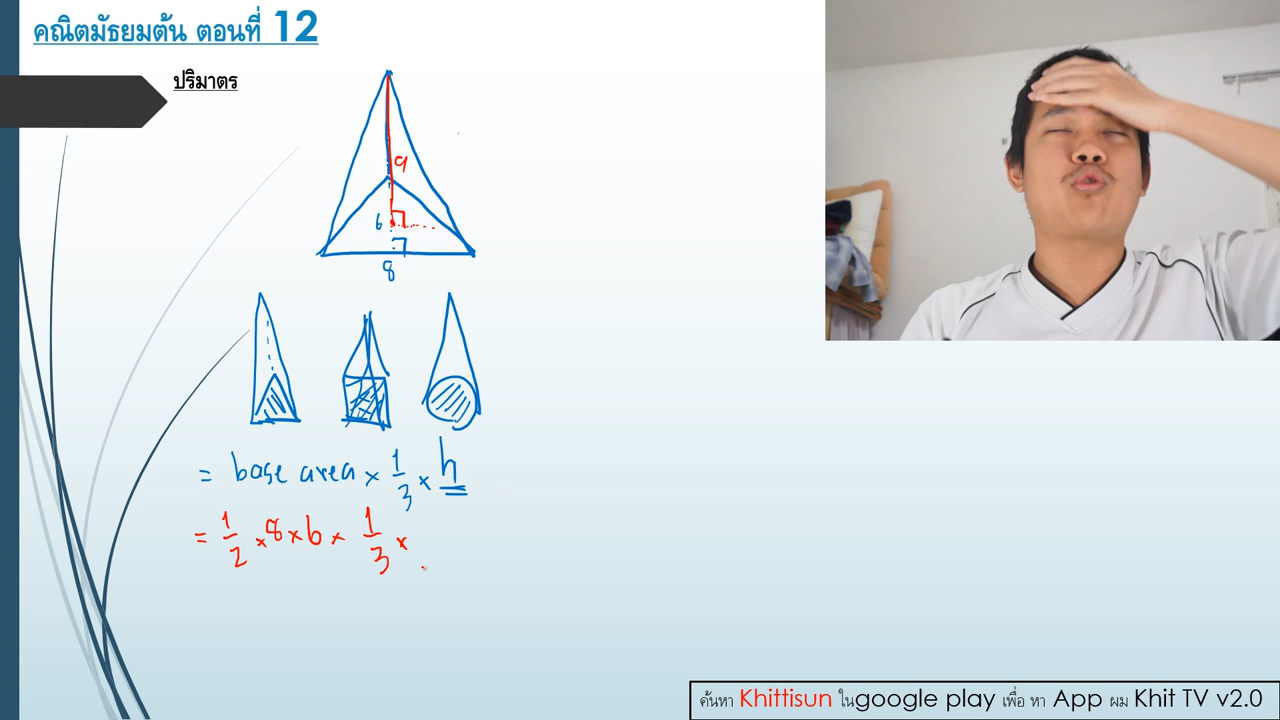 คณิตมัธยมต้น ตอนที่ 12
ปริมาตร
9
6
8
= base area × 1/3 × h
= 1/2 × 8 × 6 × 1/3 ×
ค้นหา Khittisun ในgoogle play เพื่อ หา App ผม Khit TV v2.0